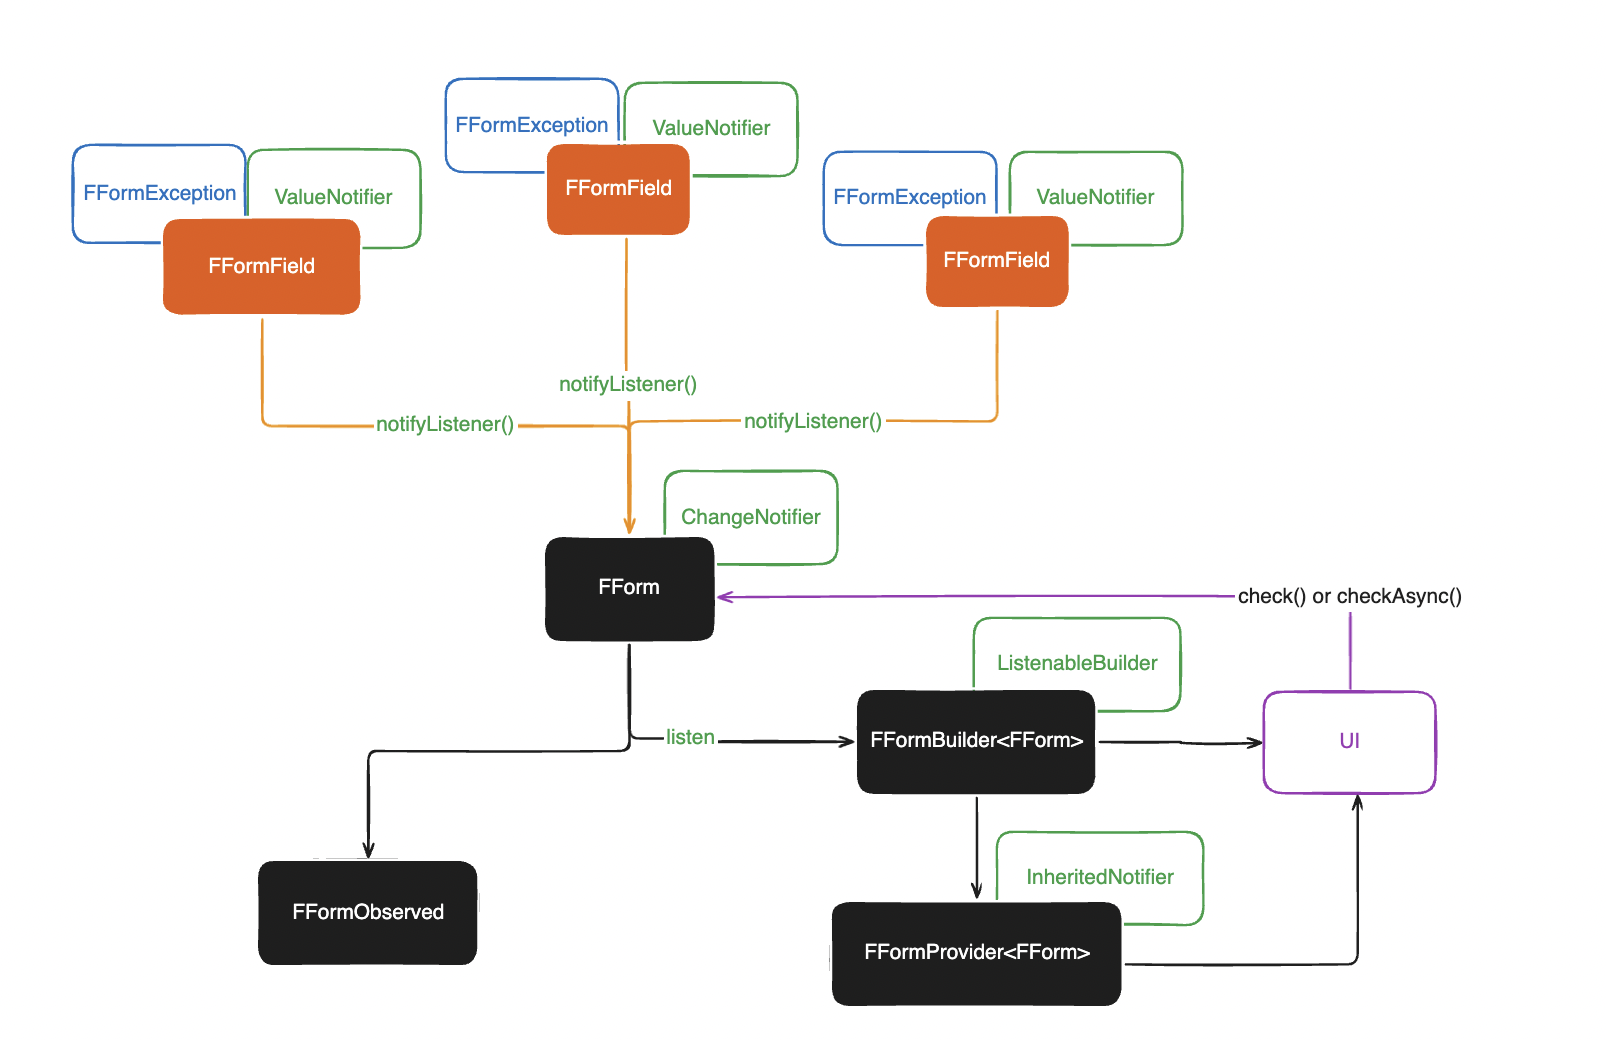 FFormException
ValueNotifier
FFormField
FFormException
ValueNotifier
FFormField
FFormException
ValueNotifier
FFormField
notifyListener()
notifyListener()
notifyListener()
ChangeNotifier
FForm
check() or checkAsync()
ListenableBuilder
listen
FFormBuilder<FForm>
UI
InheritedNotifier
FFormObserved
FFormProvider<FForm>